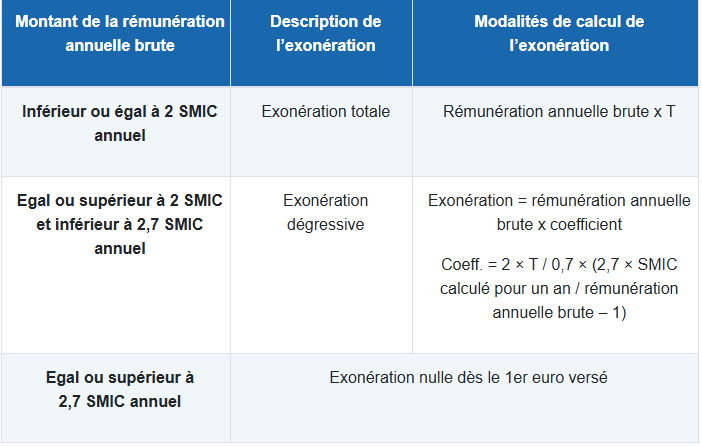 Montant de la rémunération
annuelle brute
Description de
l’exonération
Modalités de calcul de
l’exonération
Inférieur ou égal à 2 SMIC
annuel
Exonération totale
Rémunération annuelle brute x T
Egal ou supérieur à 2 SMIC
et inférieur à 2,7 SMIC
annuel
Exonération
dégressive
Exonération = rémunération annuelle
brute x coefficient
Coeff. = 2 × T / 0,7 × (2,7 × SMIC
calculé pour un an / rémunération
annuelle brute – 1)
Egal ou supérieur à
2,7 SMIC annuel
Exonération nulle dès le 1er euro versé